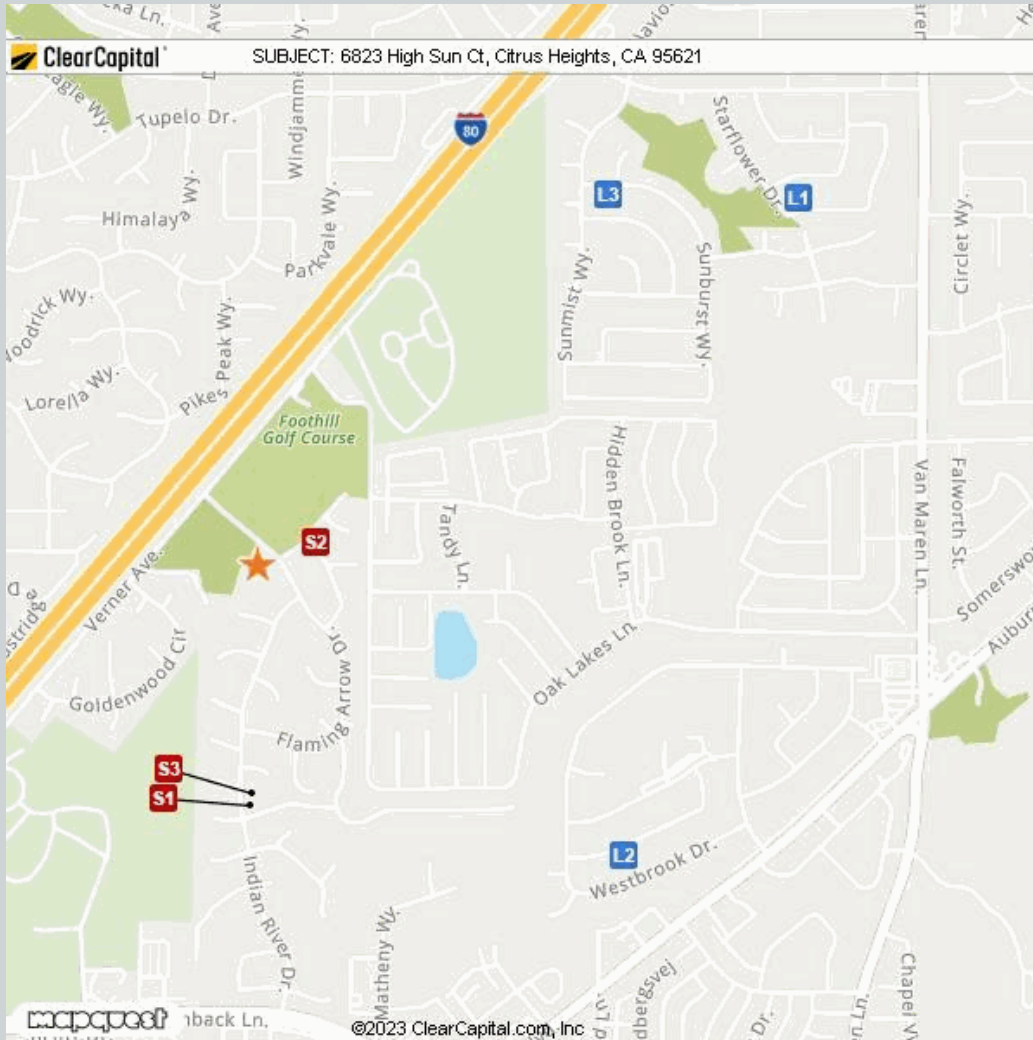 ClearCapital
SUBJECT: 6823 High Sun Ct, Citrus Heights, CA 95621
Tupelo Dr.
80
Starflower Dr.
L3
L1
Himalaya Wy.
Parkvale Wy.
Circlet Wy.
Sunmist Wy.
Sunburst Wy.
Pikes Peak Wy.
Lorella Wy.
Foothill
Golf Course
Hidden Brook Ln.
Van Maren Ln.
Falworth St.
Tandy Ln.
S2
Verner Ave.
Goldenwood Cir
Flaming Arrow Dr.
Oak Lakes Ln.
S3
S1
L2
Westbrook Dr.
Indian River Dr.
Matheny Wy.
mapquest
©2023 ClearCapital.com, Inc